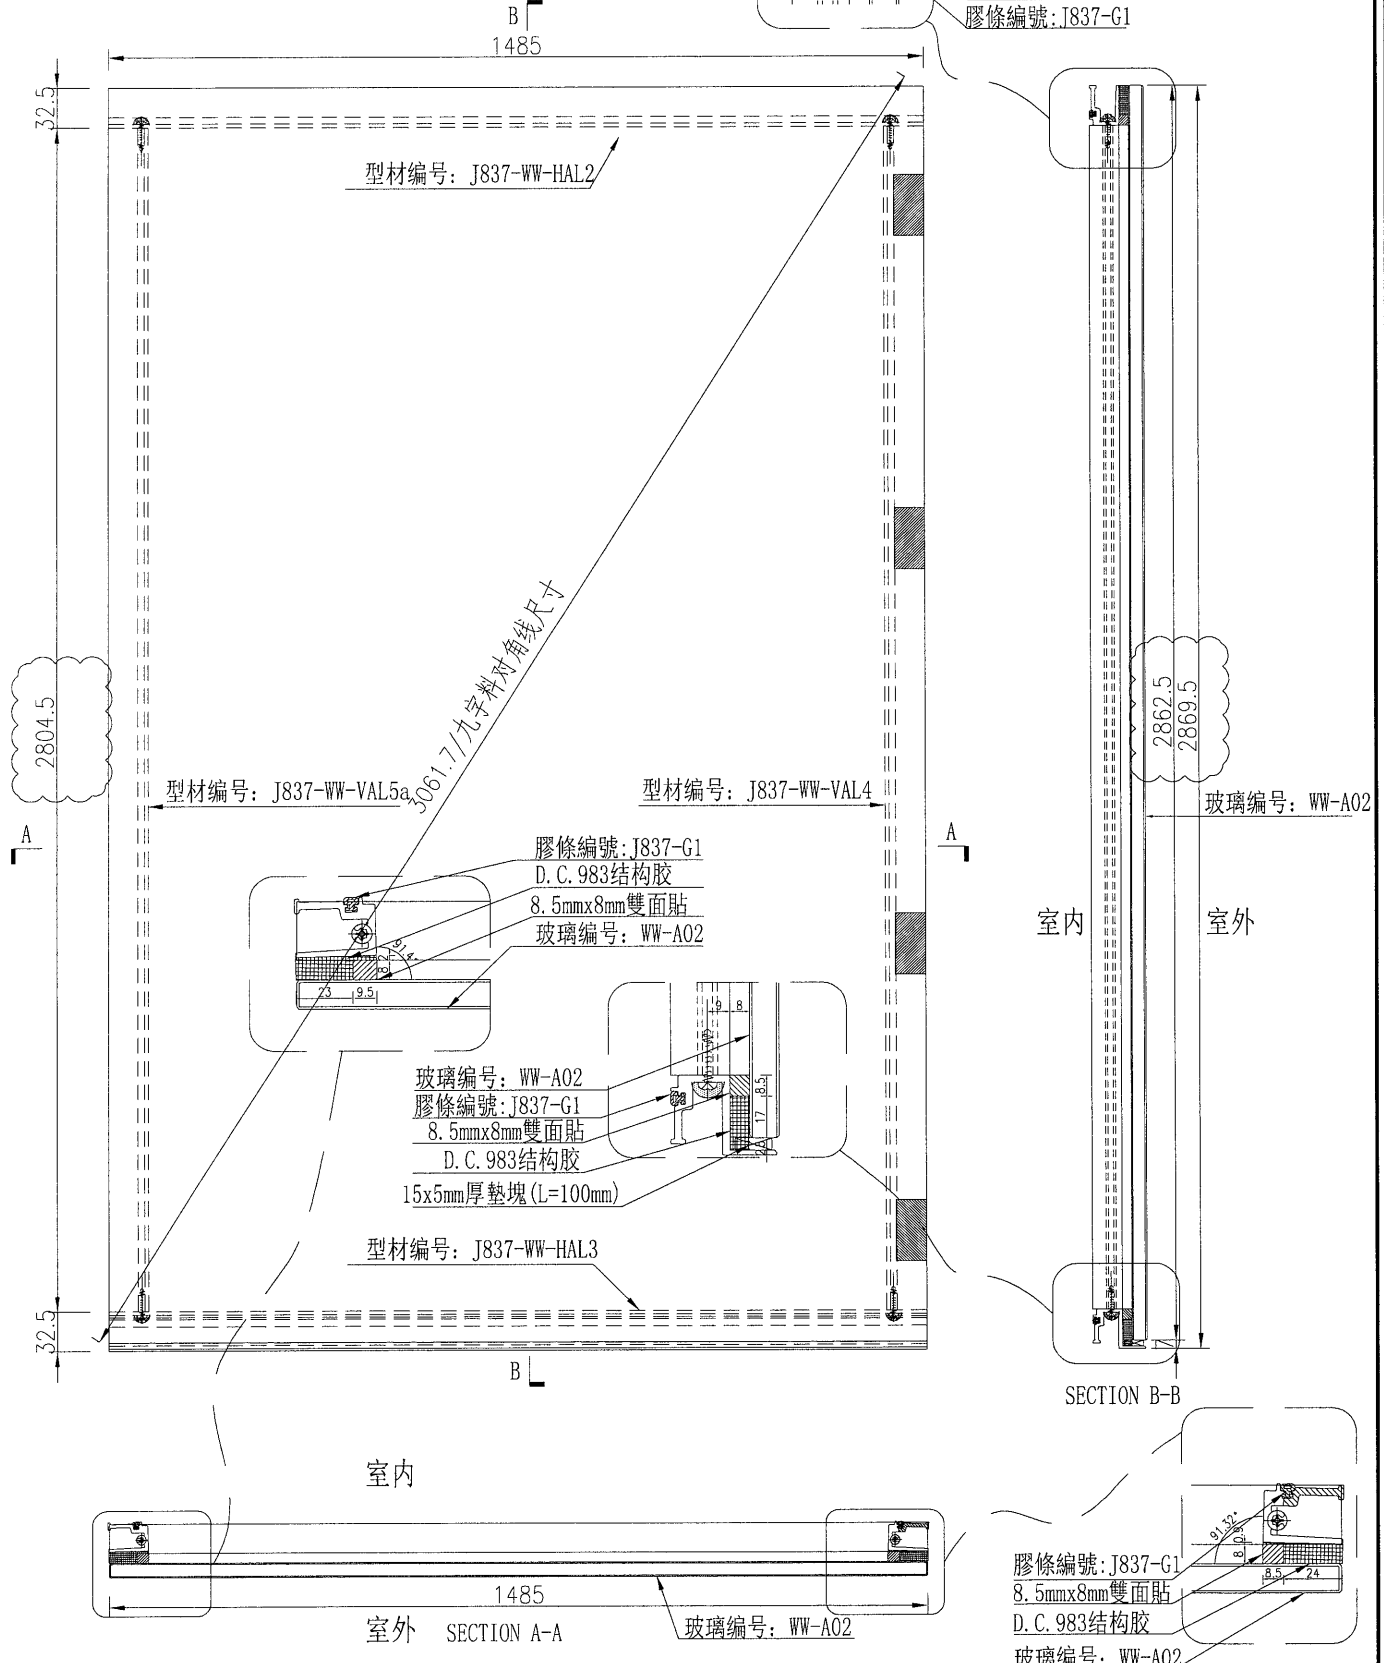 B
膠條編號:J837-G1
1485
32.5
型材编号: J837-WW-HAL2
3061.7/九字料对角线尺寸
2804.5
2862.5
2869.5
型材编号: J837-WW-VAL5a
型材编号: J837-WW-VAL4
玻璃编号: WW-A02
A
A
膠條編號:J837-G1
D.C.983结构胶
8.5mmx8mm雙面貼
玻璃编号: WW-A02
91.4°
8.2
23
9.5
室内
室外
9
8
8.5
17
玻璃编号: WW-A02
膠條編號:J837-G1
8.5mmx8mm雙面貼
D.C.983结构胶
15x5mm厚墊塊(L=100mm)
型材编号: J837-WW-HAL3
32.5
7
B
SECTION B-B
室内
91.32°
8
0.9
8.5
24
膠條編號:J837-G1
8.5mmx8mm雙面貼
D.C.983结构胶
玻璃编号: WW-A02
1485
室外 SECTION A-A
玻璃编号: WW-A02